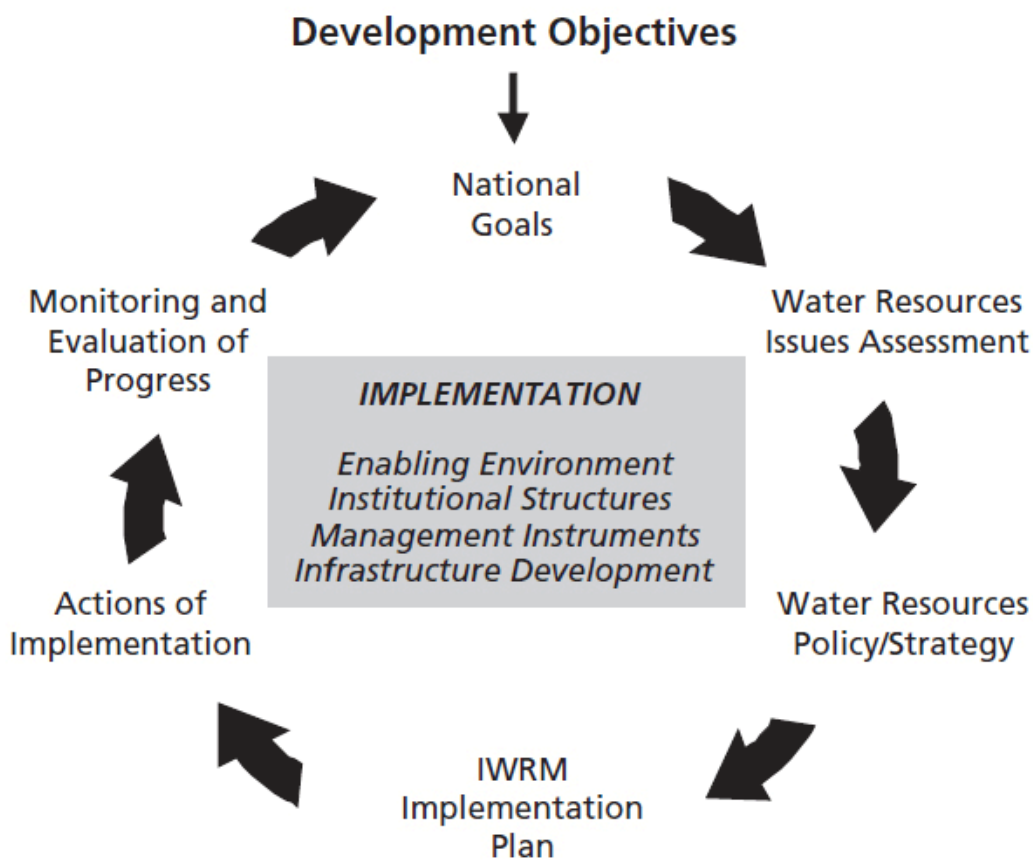 Development Objectives
National
Goals
Water Resources
Issues Assessment
Water Resources
Policy/Strategy
IWRM
Implementation
Plan
Actions of
Implementation
Monitoring and
Evaluation of
Progress
IMPLEMENTATION
Enabling Environment
Institutional Structures
Management Instruments
Infrastructure Development